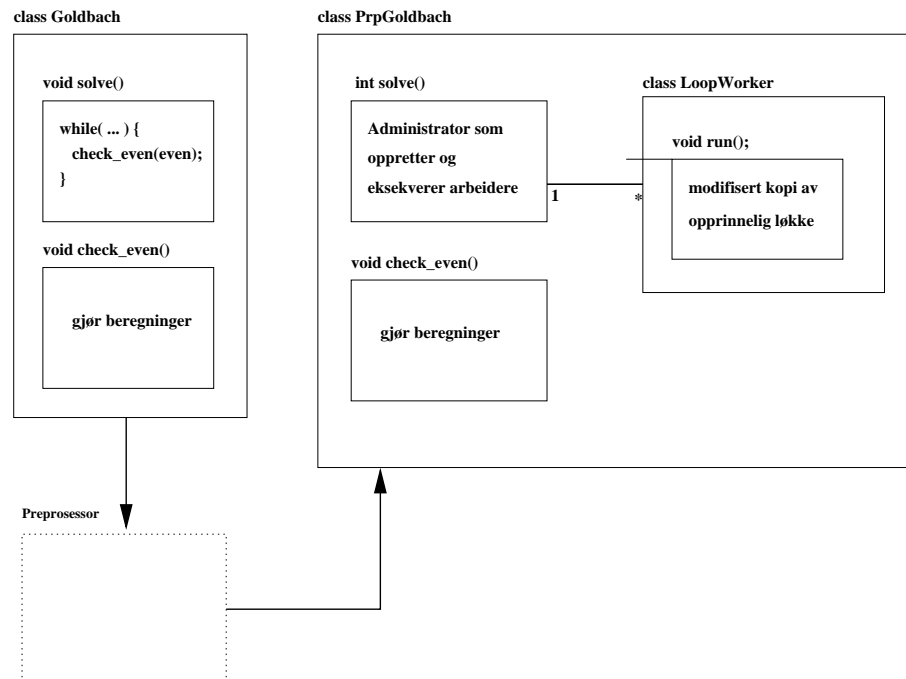 class Goldbach
void solve()
while( ... ) {
check_even(even);
}
void check_even()
gjør beregninger
Preprosessor
class PrpGoldbach
int solve()
Administrator som
oppretter og
eksekverer arbeidere
1
*
void check_even()
gjør beregninger
class LoopWorker
void run();
modifisert kopi av
opprinnelig løkke